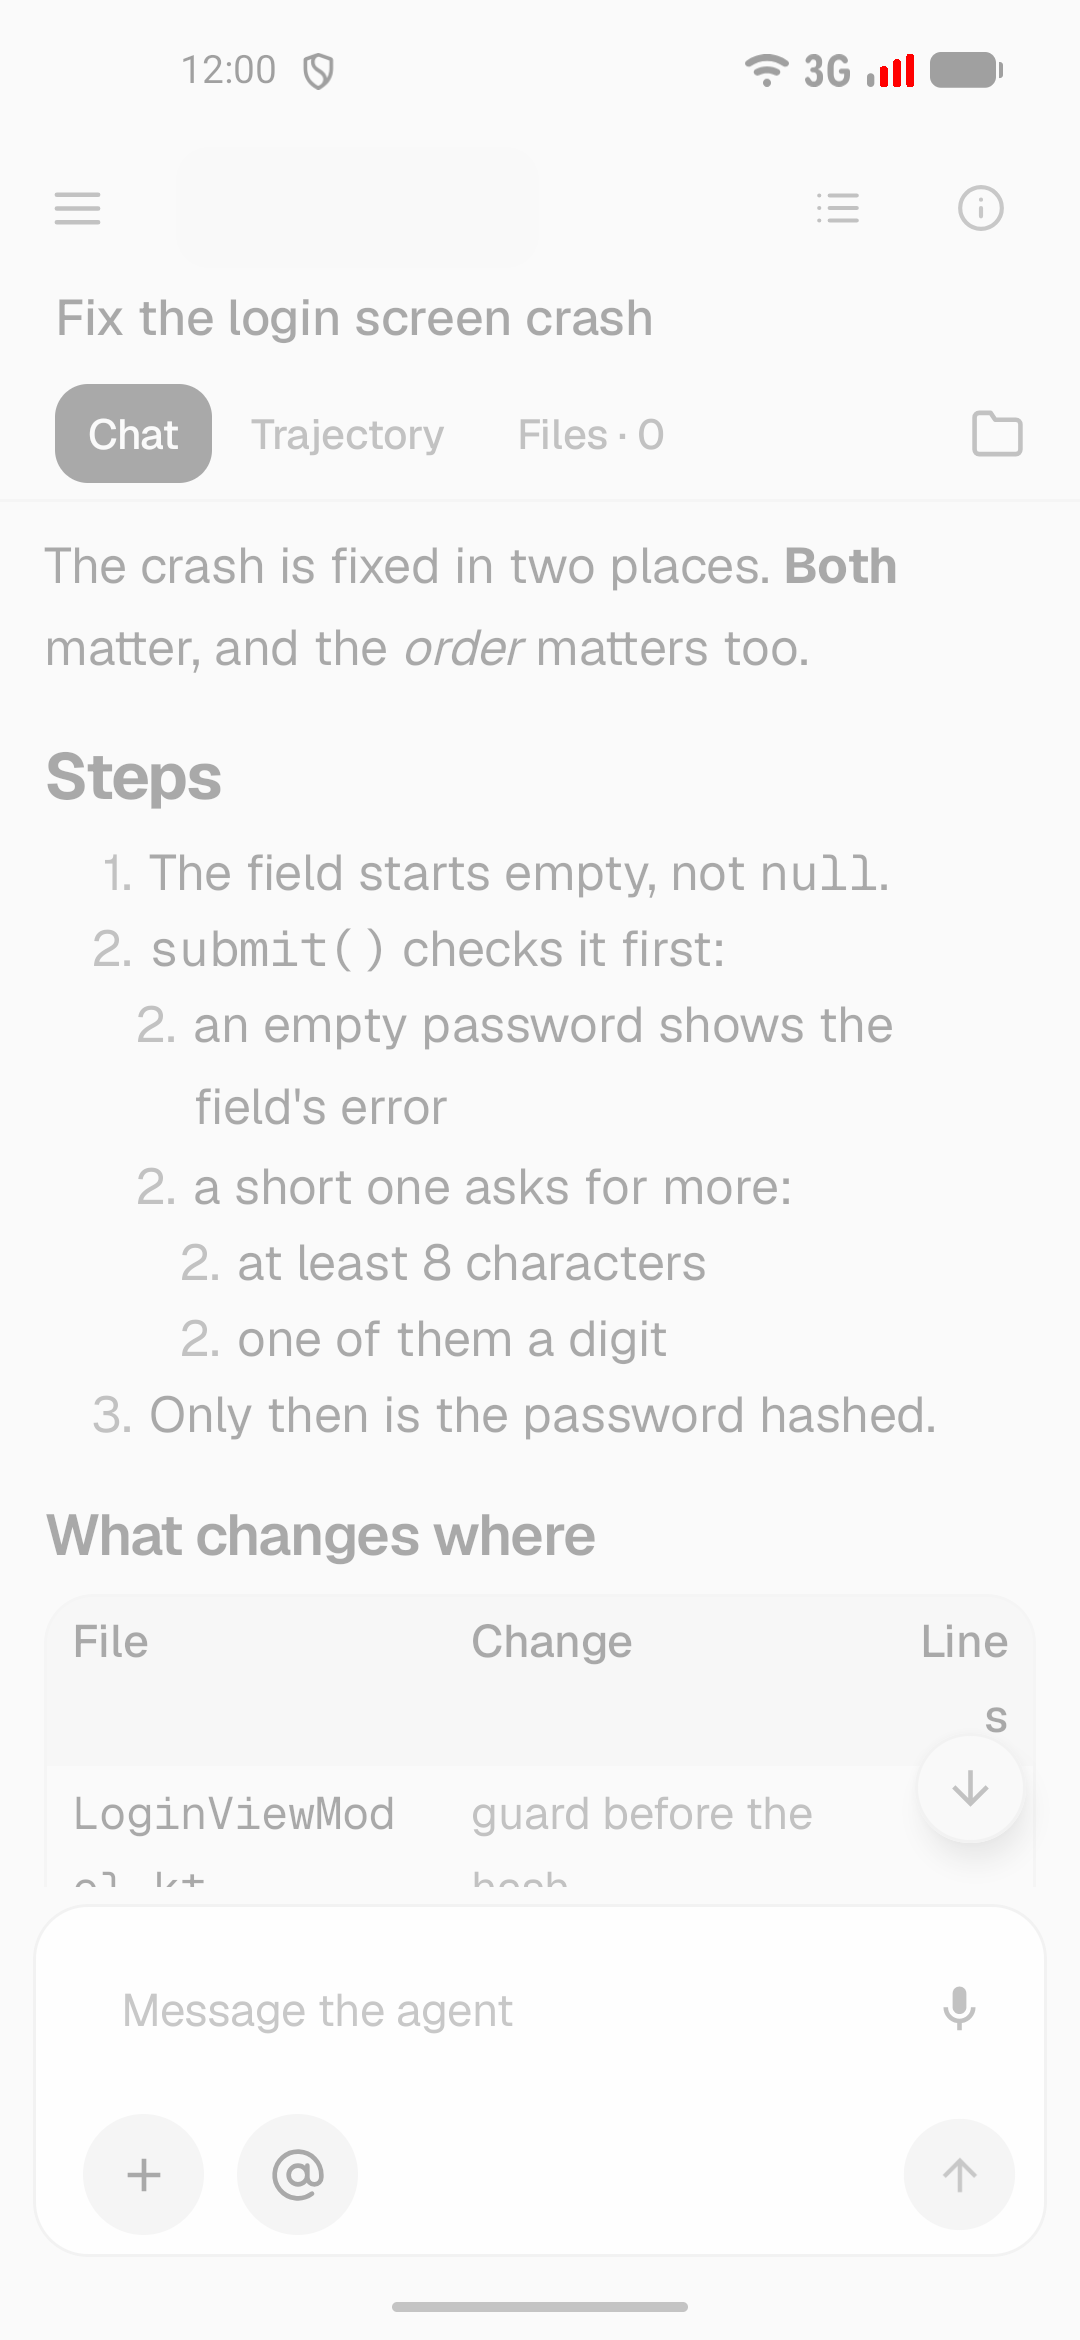 12:00
3G
Fix the login screen crash
Chat
Trajectory
Files · 0
The crash is fixed in two places. Both
matter, and the order matters too.
Steps
1. The field starts empty, not null.
2. submit() checks it first:
2. an empty password shows the
field's error
2. a short one asks for more:
2. at least 8 characters
2. one of them a digit
3. Only then is the password hashed.
What changes where
File Change Line
s
LoginViewMod guard before the
el.kt hash
Message the agent